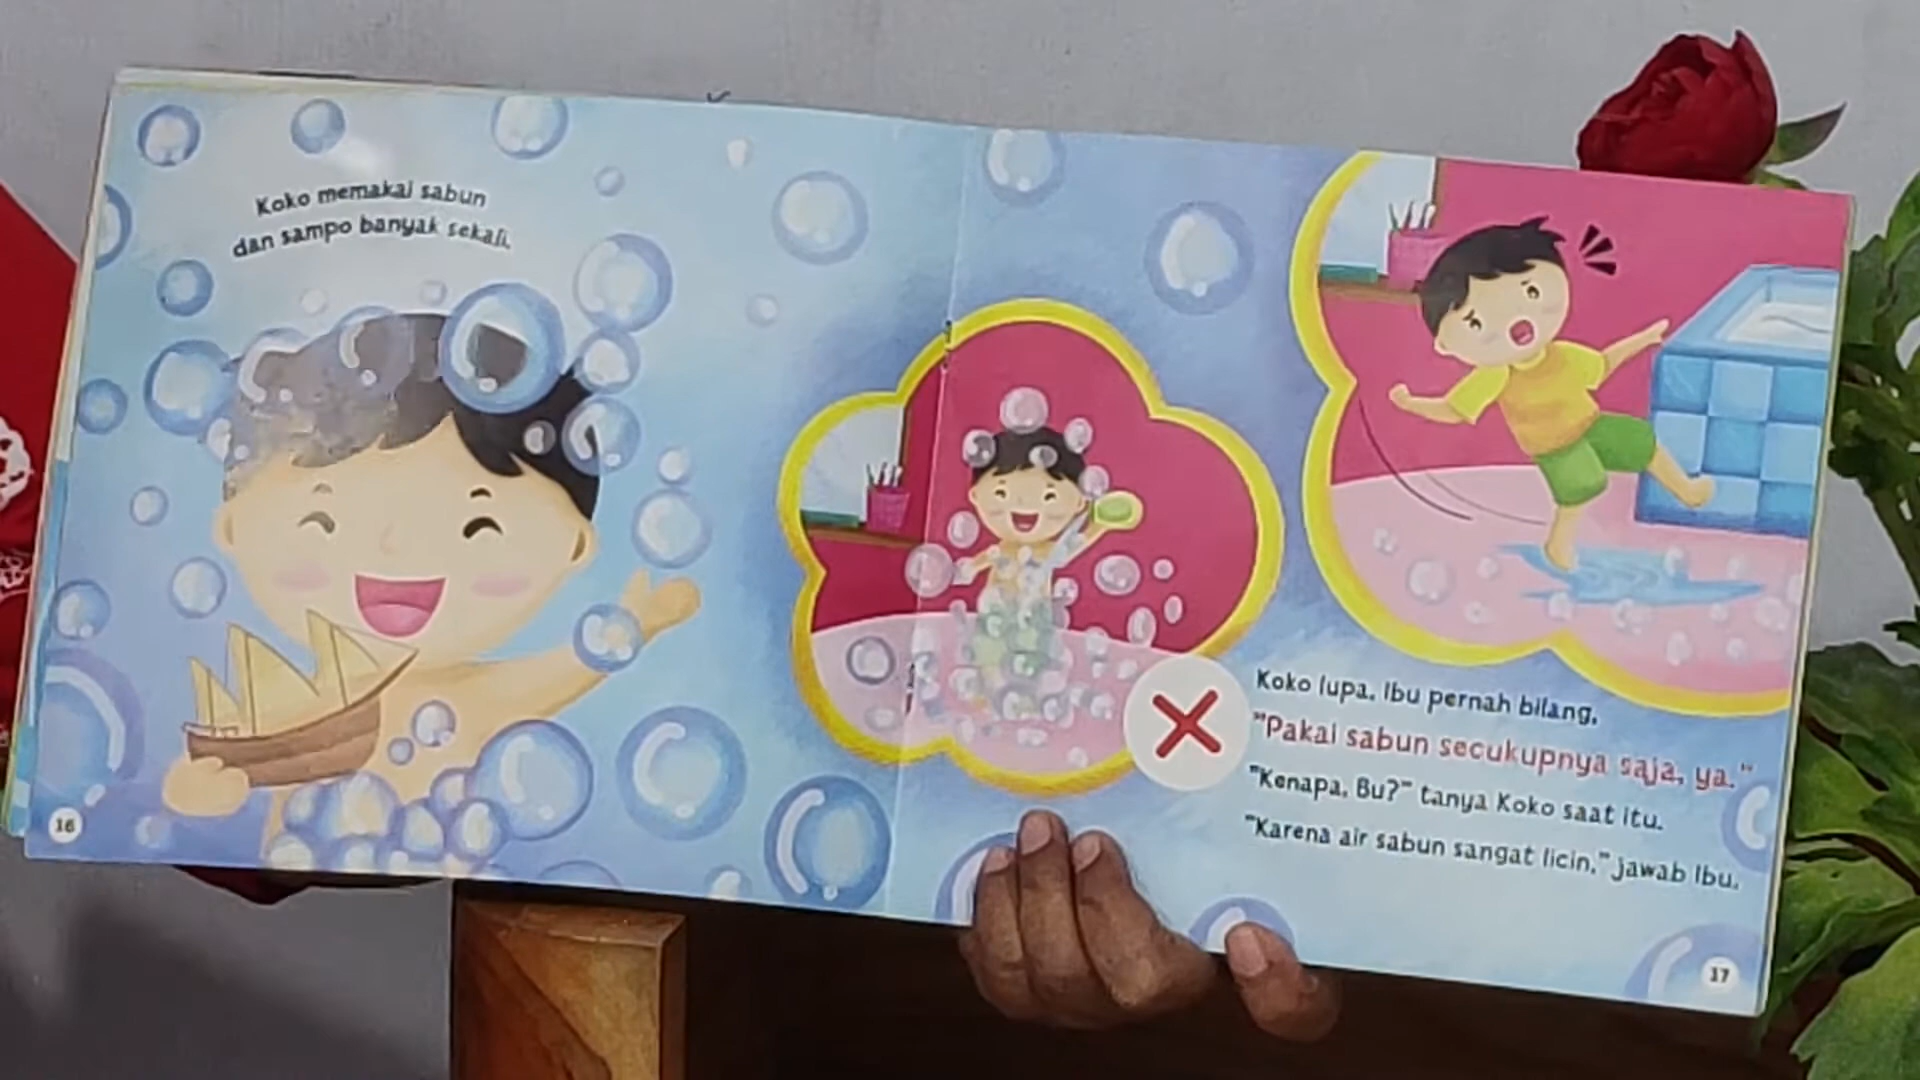 Koko memakai sabun
dan sampo banyak sekali.
16
Koko lupa. Ibu pernah bilang,
"Pakai sabun secukupnya saja, ya."
"Kenapa, Bu?" tanya Koko saat itu.
"Karena air sabun sangat licin," jawab Ibu.
17